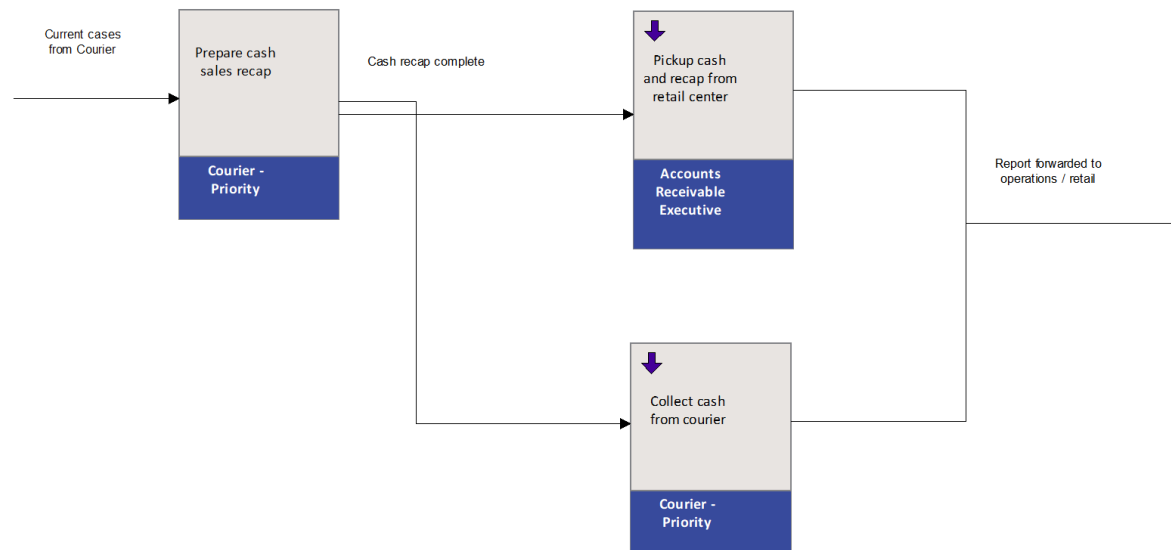 Current cases
from Courier
Prepare cash
sales recap
Courier -
Priority
Cash recap complete
Pickup cash
and recap from
retail center
Accounts
Receivable
Executive
Report forwarded to
operations / retail
Collect cash
from courier
Courier -
Priority